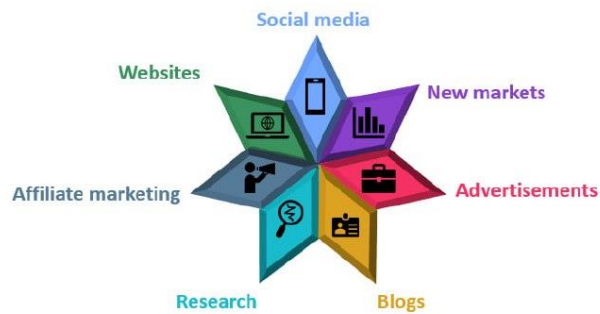 Social media
Websites
New markets
Affiliate marketing
Advertisements
Research
Blogs